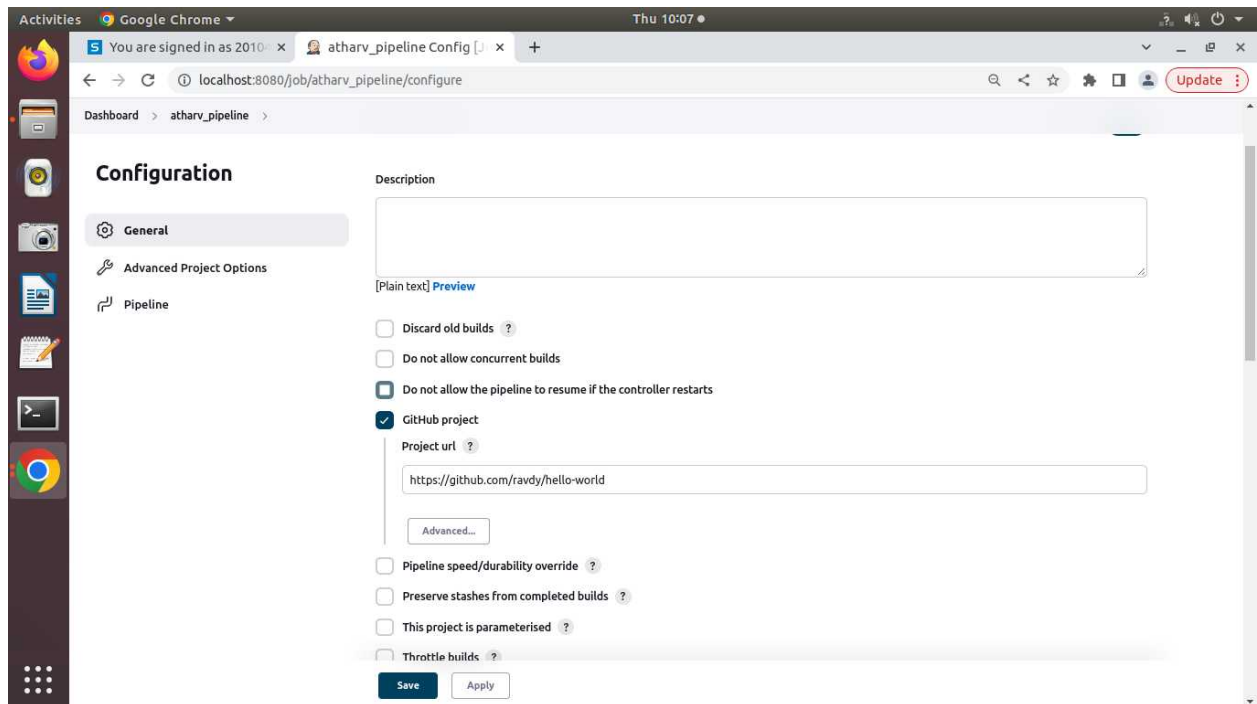 Activities Google Chrome Thu 10:07
You are signed in as 2010 atharv_pipeline Config [J
localhost:8080/job/atharv_pipeline/configure Update
Dashboard > atharv_pipeline >
Configuration
Description
General
Advanced Project Options
[Plain text] Preview
Pipeline
Discard old builds ?
Do not allow concurrent builds
Do not allow the pipeline to resume if the controller restarts
GitHub project
Project url ?
https://github.com/ravdy/hello-world
Advanced...
Pipeline speed/durability override ?
Preserve stashes from completed builds ?
This project is parameterised ?
Throttle builds ?
Save Apply